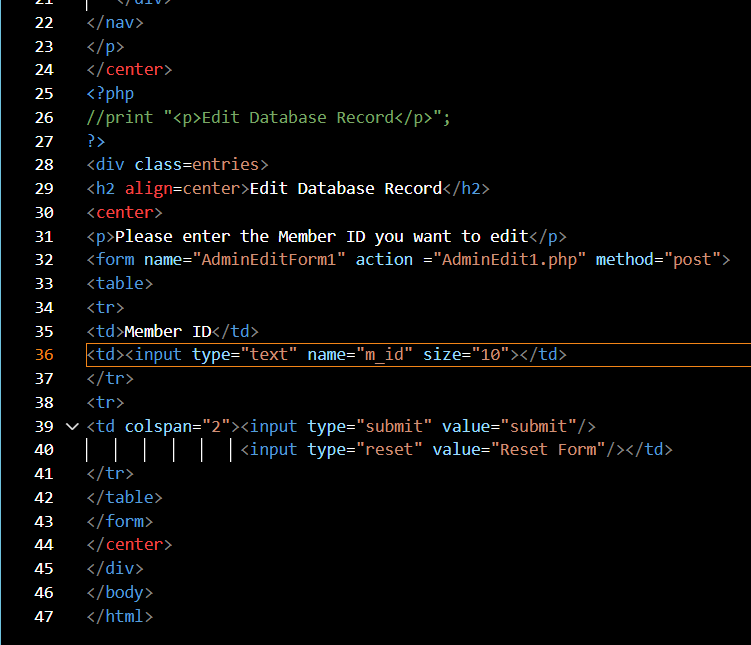 21 </div>
22 </nav>
23 </p>
24 </center>
25 <?php
26 //print "<p>Edit Database Record</p>";
27 ?>
28 <div class=entries>
29 <h2 align=center>Edit Database Record</h2>
30 <center>
31 <p>Please enter the Member ID you want to edit</p>
32 <form name="AdminEditForm1" action ="AdminEdit1.php" method="post">
33 <table>
34 <tr>
35 <td>Member ID</td>
36 <td><input type="text" name="m_id" size="10"></td>
37 </tr>
38 <tr>
39 <td colspan="2"><input type="submit" value="submit"/>
40 <input type="reset" value="Reset Form"/></td>
41 </tr>
42 </table>
43 </form>
44 </center>
45 </div>
46 </body>
47 </html>